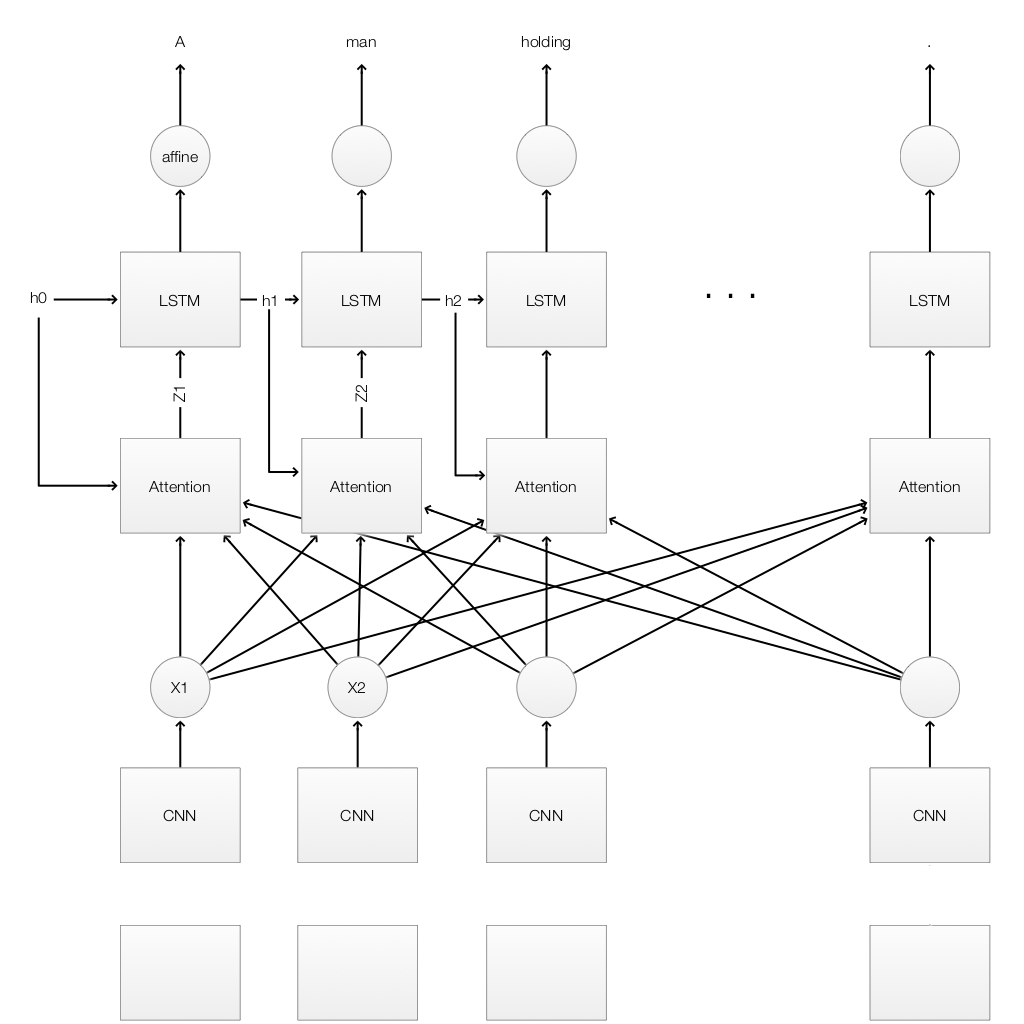 A man holding .
affine
h0 LSTM h1 LSTM h2 LSTM . . . LSTM
Z1 Z2
Attention Attention Attention Attention
X1 X2
CNN CNN CNN CNN